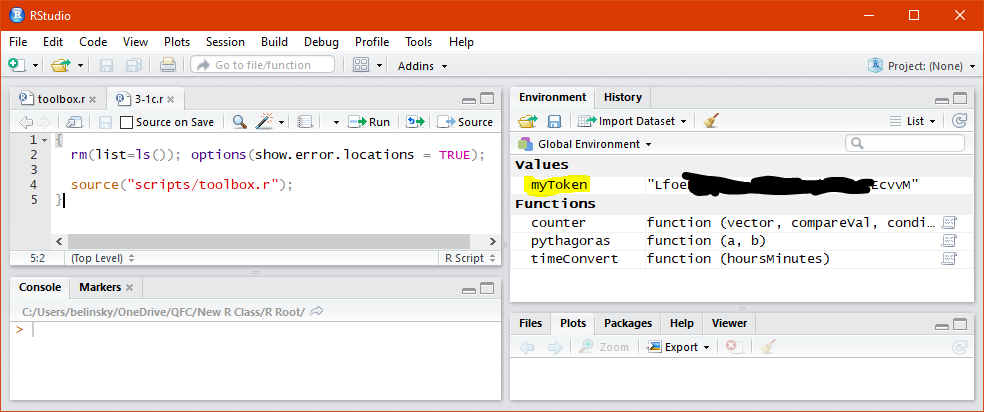 RStudio
File Edit Code View Plots Session Build Debug Profile Tools Help
Go to file/function Addins Project: (None)
toolbox.r 3-1c.r
Source on Save Run Source
1 {
2 rm(list=ls()); options(show.error.locations = TRUE);
3
4 source("scripts/toolbox.r");
5 }
5:2 (Top Level) R Script
Console Markers
C:/Users/belinsky/OneDrive/QFC/New R Class/R Root/
>
Environment History
Import Dataset List
Global Environment
Values
myToken "Lfoe EcvvM"
Functions
counter function (vector, compareVal, condi…
pythagoras function (a, b)
timeConvert function (hoursMinutes)
Files Plots Packages Help Viewer
Zoom Export